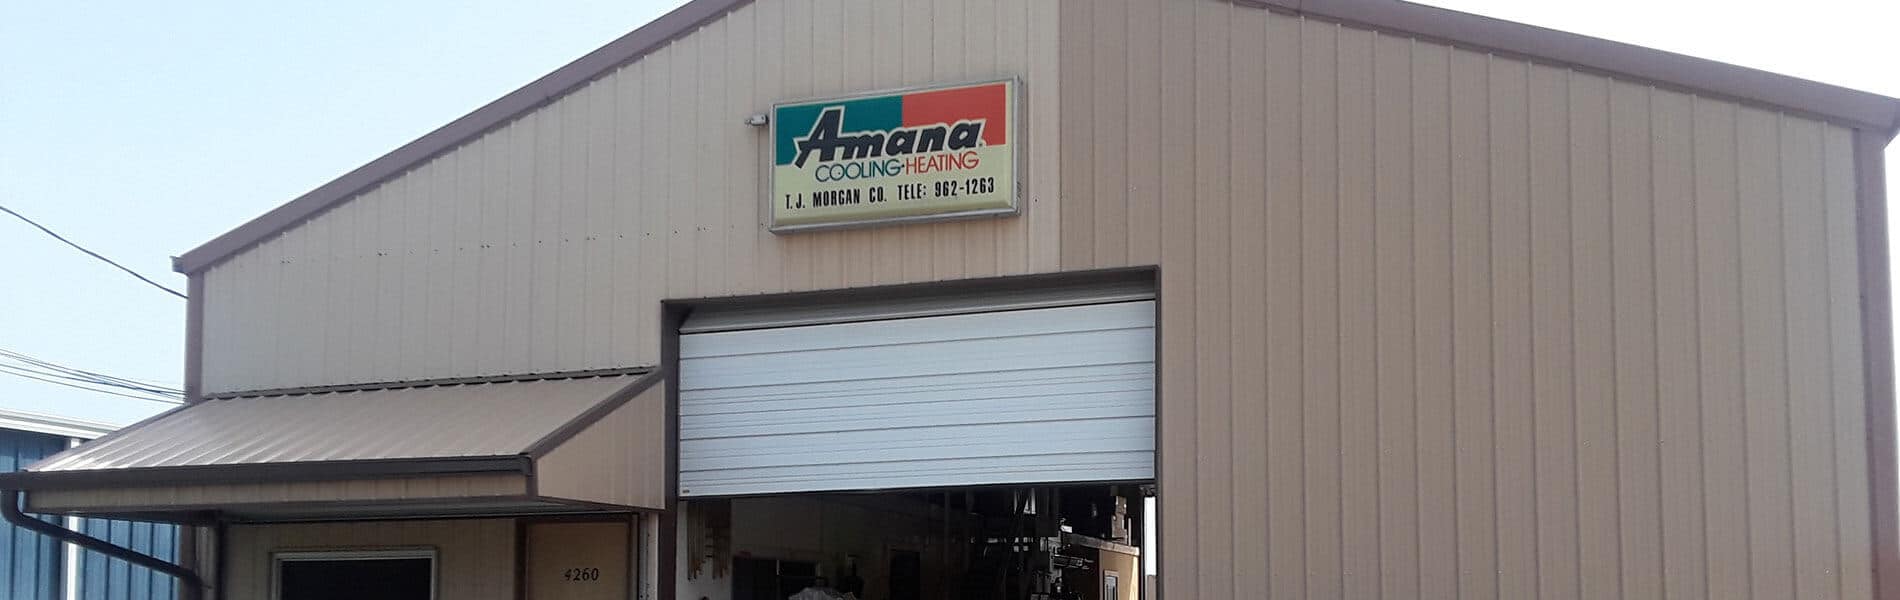 Amana
COOLING·HEATING
T.J. MORGAN CO. TELE: 962-1263
4260